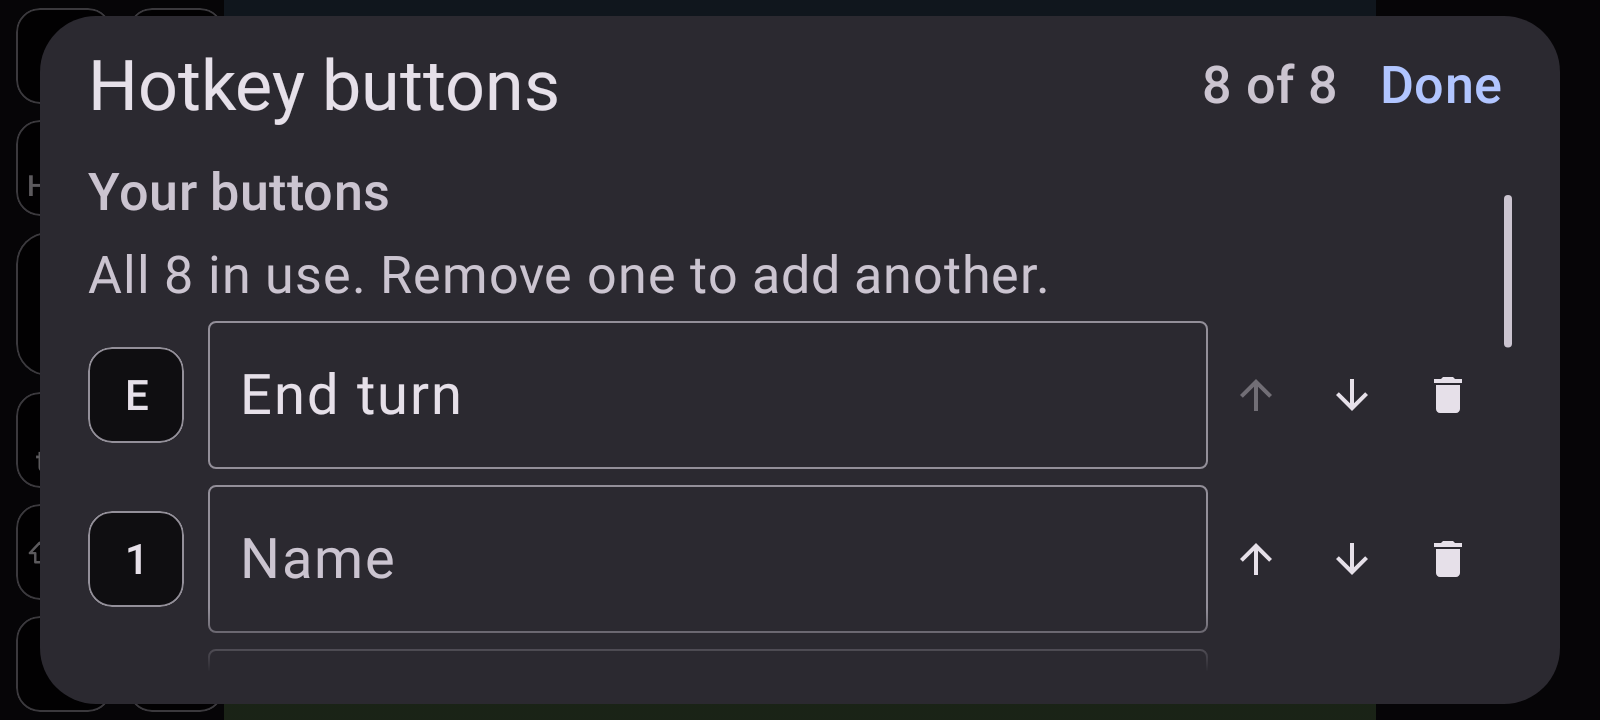 Hotkey buttons
8 of 8
Done
Your buttons
All 8 in use. Remove one to add another.
E
End turn
1
Name